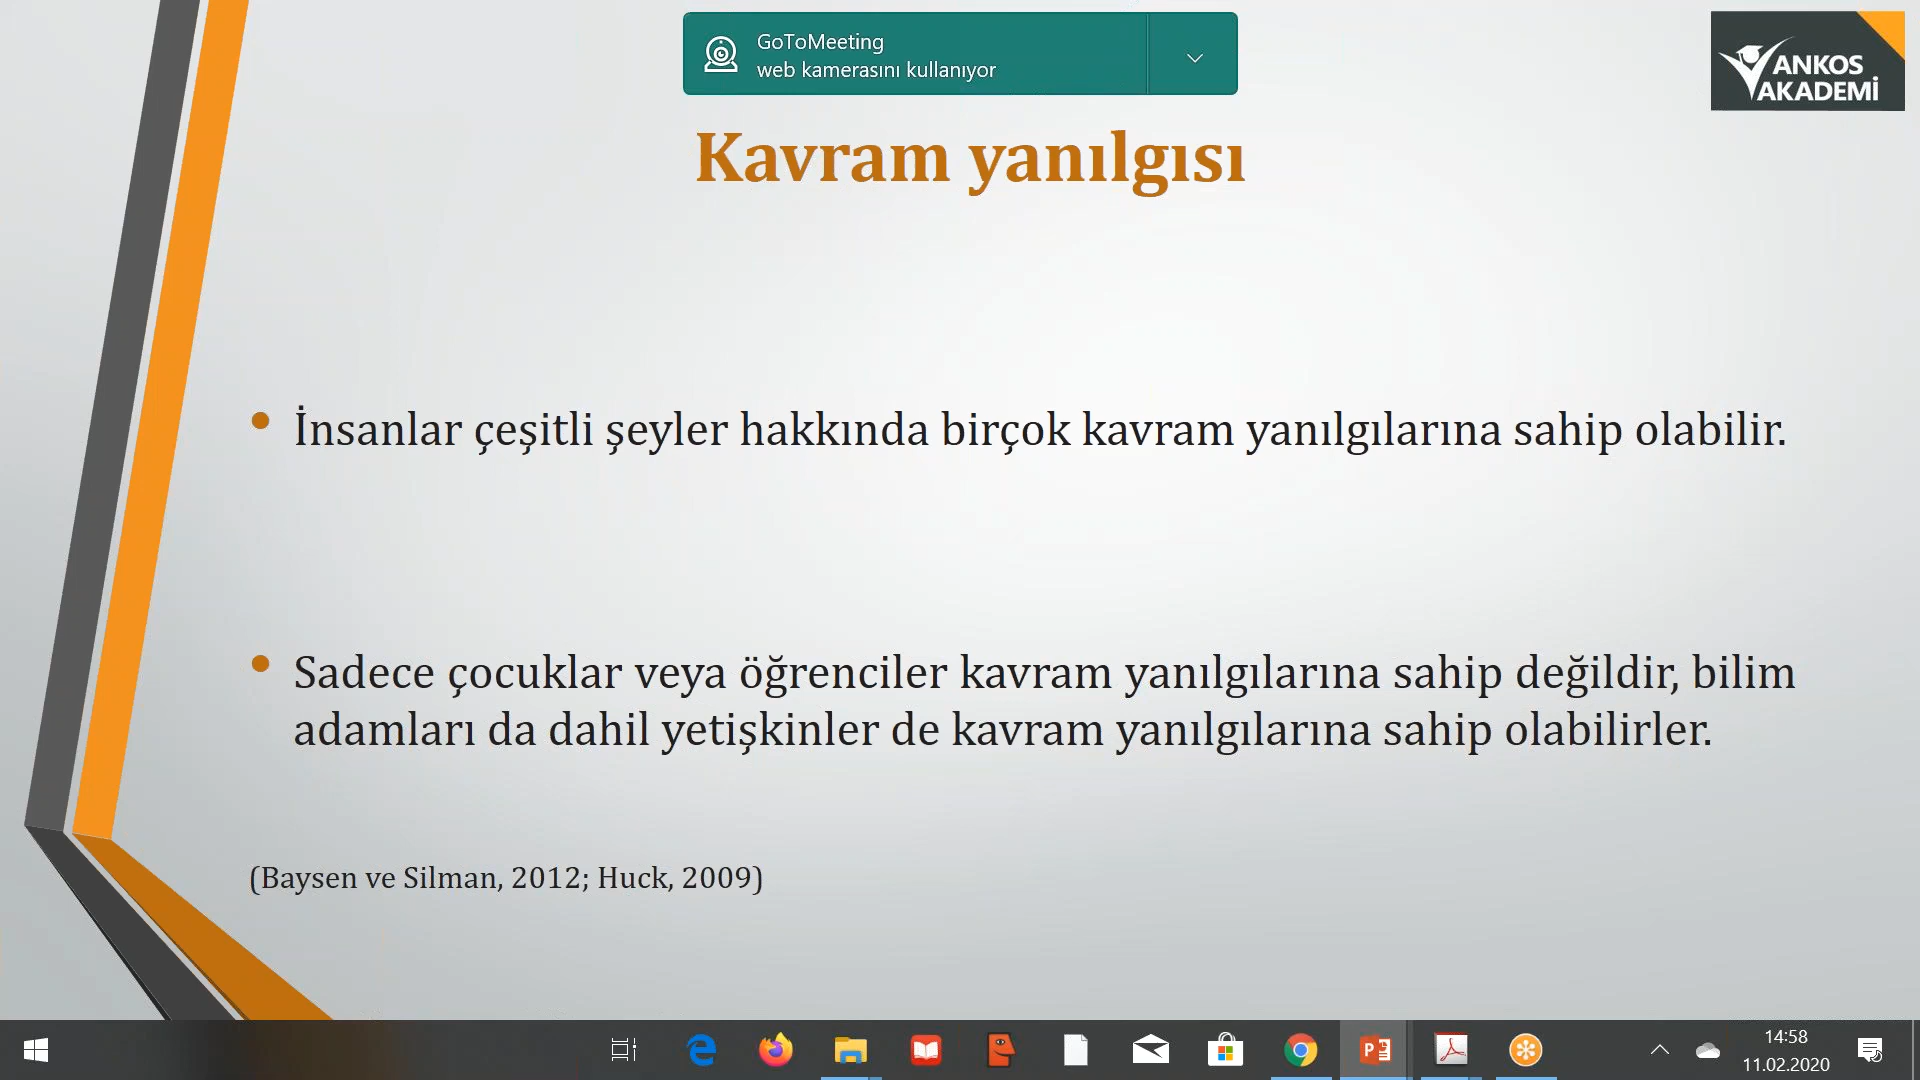 GoToMeeting
web kamerasını kullanıyor
ANKOS
AKADEMİ
Kavram yanılgısı
• İnsanlar çeşitli şeyler hakkında birçok kavram yanılgılarına sahip olabilir.
• Sadece çocuklar veya öğrenciler kavram yanılgılarına sahip değildir, bilim
adamları da dahil yetişkinler de kavram yanılgılarına sahip olabilirler.
(Baysen ve Silman, 2012; Huck, 2009)
14:58
11.02.2020